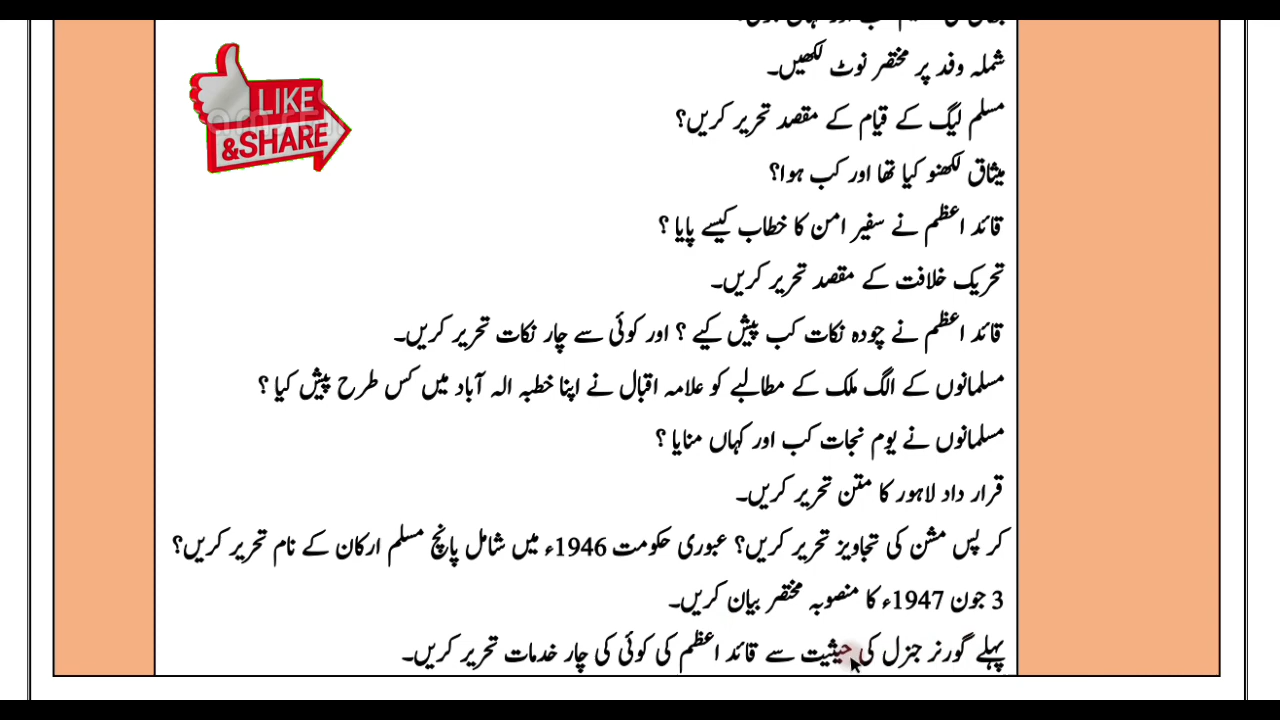 شملہ وفد پر مختصر نوٹ لکھیں۔
LIKE
&SHARE
مسلم لیگ کے قیام کے مقصد تحریر کریں؟
میثاق لکھنو کیا تھا اور کب ہوا؟
قائد اعظم نے سفیر امن کا خطاب کیسے پایا ؟
تحریک خلافت کے مقصد تحریر کریں۔
قائد اعظم نے چودہ نکات کب پیش کیے ؟ اور کوئی سے چار نکات تحریر کریں۔
مسلمانوں کے الگ ملک کے مطالبے کو علامہ اقبال نے اپنا خطبہ الہ آباد میں کس طرح پیش کیا ؟
مسلمانوں نے یوم نجات کب اور کہاں منایا ؟
قرار داد لاہور کا متن تحریر کریں۔
کر پس مشن کی تجاویز تحریر کریں؟ عبوری حکومت 1946ء میں شامل پانچ مسلم ارکان کے نام تحریر کریں؟
3 جون 1947ء کا منصوبہ مختصر بیان کریں۔
پہلے گورنر جنرل کی حیثیت سے قائد اعظم کی کوئی کی چار خدمات تحریر کریں۔